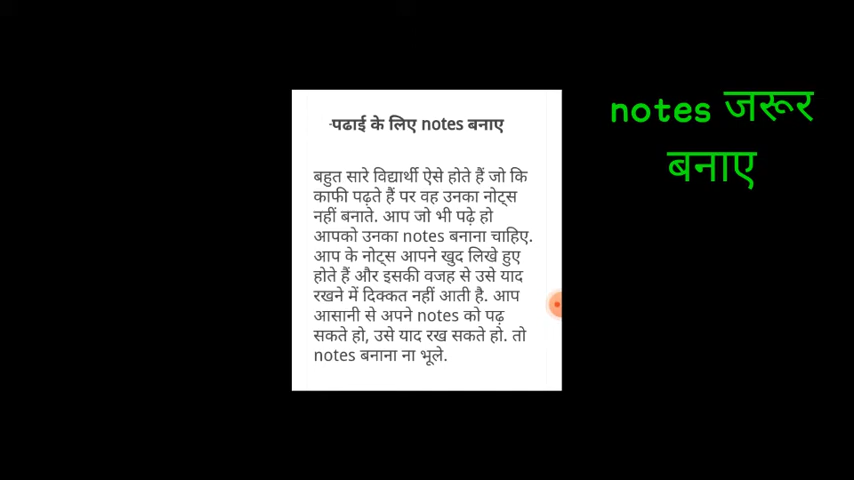 ·पढाई के लिए notes बनाए
बहुत सारे विद्यार्थी ऐसे होते हैं जो कि
काफी पढ़ते हैं पर वह उनका नोट्स
नहीं बनाते. आप जो भी पढ़े हो
आपको उनका notes बनाना चाहिए.
आप के नोट्स आपने खुद लिखे हुए
होते हैं और इसकी वजह से उसे याद
रखने में दिक्कत नहीं आती है. आप
आसानी से अपने notes को पढ़
सकते हो, उसे याद रख सकते हो. तो
notes बनाना ना भूले.
notes जरूर
बनाए